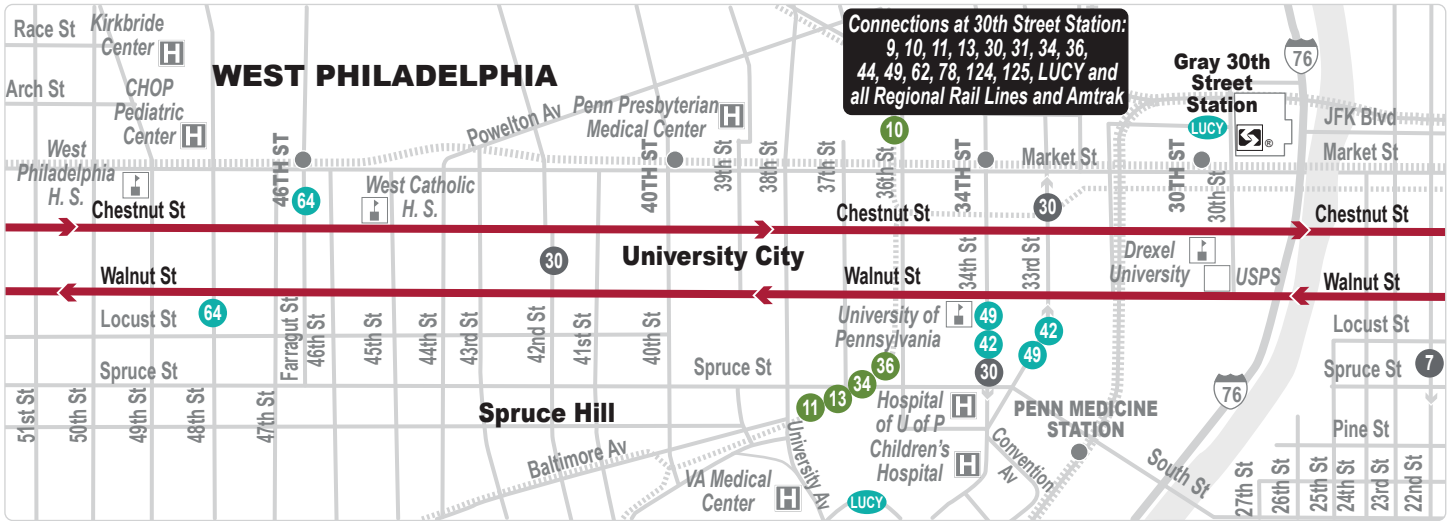 Race St
Kirkbride
Center
H
Arch St
CHOP
Pediatric
Center
H
WEST PHILADELPHIA
Powelton Av
Penn Presbyterian
Medical Center
H
Connections at 30th Street Station:
9, 10, 11, 13, 30, 31, 34, 36,
44, 49, 62, 78, 124, 125, LUCY and
all Regional Rail Lines and Amtrak
76
Gray 30th
Street
Station
LUCY
®
JFK Blvd
Market St
West
Philadelphia
H. S.
46TH ST
64
West Catholic
H. S.
40TH ST
39th St
38th St
37th St
36th St
10
34TH ST
Market St
30
30TH ST
30th St
Chestnut St
Chestnut St
Chestnut St
30
University City
34th St
33rd St
Drexel
University
USPS
Walnut St
Walnut St
Walnut St
64
Locust St
Farragut St
46th St
45th St
44th St
43rd St
42nd St
41st St
40th St
University of
Pennsylvania
49
42
30
42
49
Locust St
Spruce St
Spruce St
Spruce St
7
36
34
13
11
76
51st St
50th St
49th St
48th St
47th St
Spruce Hill
Baltimore Av
University Av
Hospital
of U of P
H
Children's
Hospital
H
PENN MEDICINE
STATION
Convention
Av
South St
Pine St
VA Medical
Center
H
LUCY
27th St
26th St
25th St
24th St
23rd St
22nd St